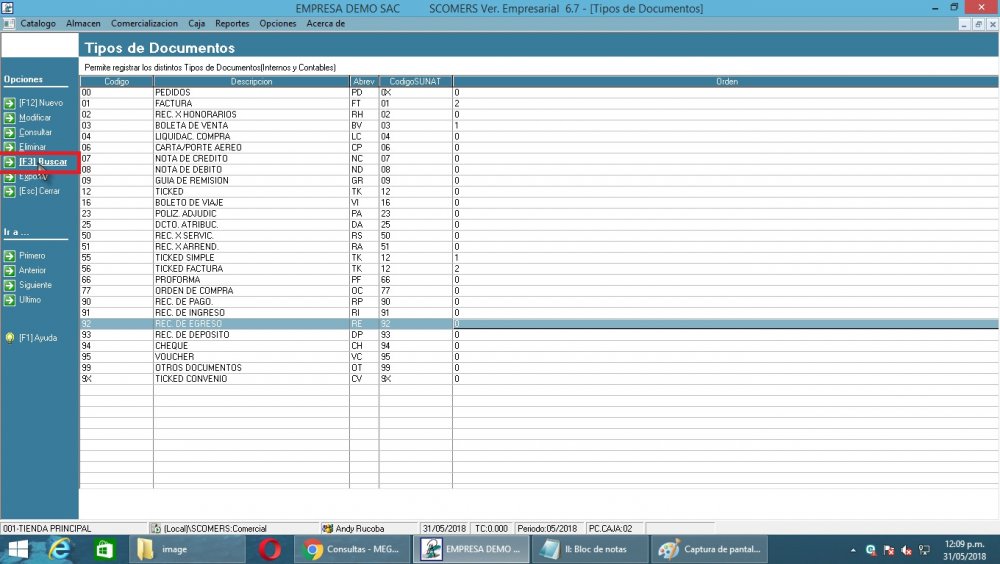 EMPRESA DEMO SAC SCOMERS Ver. Empresarial 6.7 - [Tipos de Documentos]
Catalogo Almacen Comercializacion Caja Reportes Opciones Acerca de
Tipos de Documentos
Permite registrar los distintos Tipos de Documentos(Internos y Contables)
Opciones
[F12] Nuevo
Modificar
Consultar
Eliminar
[F3] Buscar
[Esc] Cerrar
Ir a ...
Primero
Anterior
Siguiente
Ultimo
[F1] Ayuda
Codigo Descripcion Abrev CodigoSUNAT Orden
00 PEDIDOS PD 0X 0
01 FACTURA FT 01 2
02 REC. X HONORARIOS RH 02 0
03 BOLETA DE VENTA BV 03 1
04 LIQUIDAC. COMPRA LC 04 0
06 CARTA/PORTE AEREO CP 06 0
07 NOTA DE CREDITO NC 07 0
08 NOTA DE DEBITO ND 08 0
09 GUIA DE REMISION GR 09 0
12 TICKED TK 12 0
16 BOLETO DE VIAJE VI 16 0
23 POLIZ. ADJUDIC PA 23 0
25 DCTO. ATRIBUC. DA 25 0
50 REC. X SERVIC. RS 50 0
51 REC. X ARREND. RA 51 0
55 TICKED SIMPLE TK 12 1
56 TICKED FACTURA TK 12 2
66 PROFORMA PF 66 0
77 ORDEN DE COMPRA OC 77 0
90 REC. DE PAGO. RP 90 0
91 REC. DE INGRESO RI 91 0
92 REC. DE EGRESO RE 92 0
93 REC. DE DEPOSITO DP 93 0
94 CHEQUE CH 94 0
95 VOUCHER VC 95 0
99 OTROS DOCUMENTOS OT 99 0
9X TICKED CONVENIO CV 9X 0
001-TIENDA PRINCIPAL (Local)\SCOMERS:Comercial Andy Rucoba 31/05/2018 TC:0.000 Periodo:05/2018 PC.CAJA:02
image Consultas - MEG... EMPRESA DEMO ... II: Bloc de notas Captura de pantal...
12:09 p.m.
31/05/2018